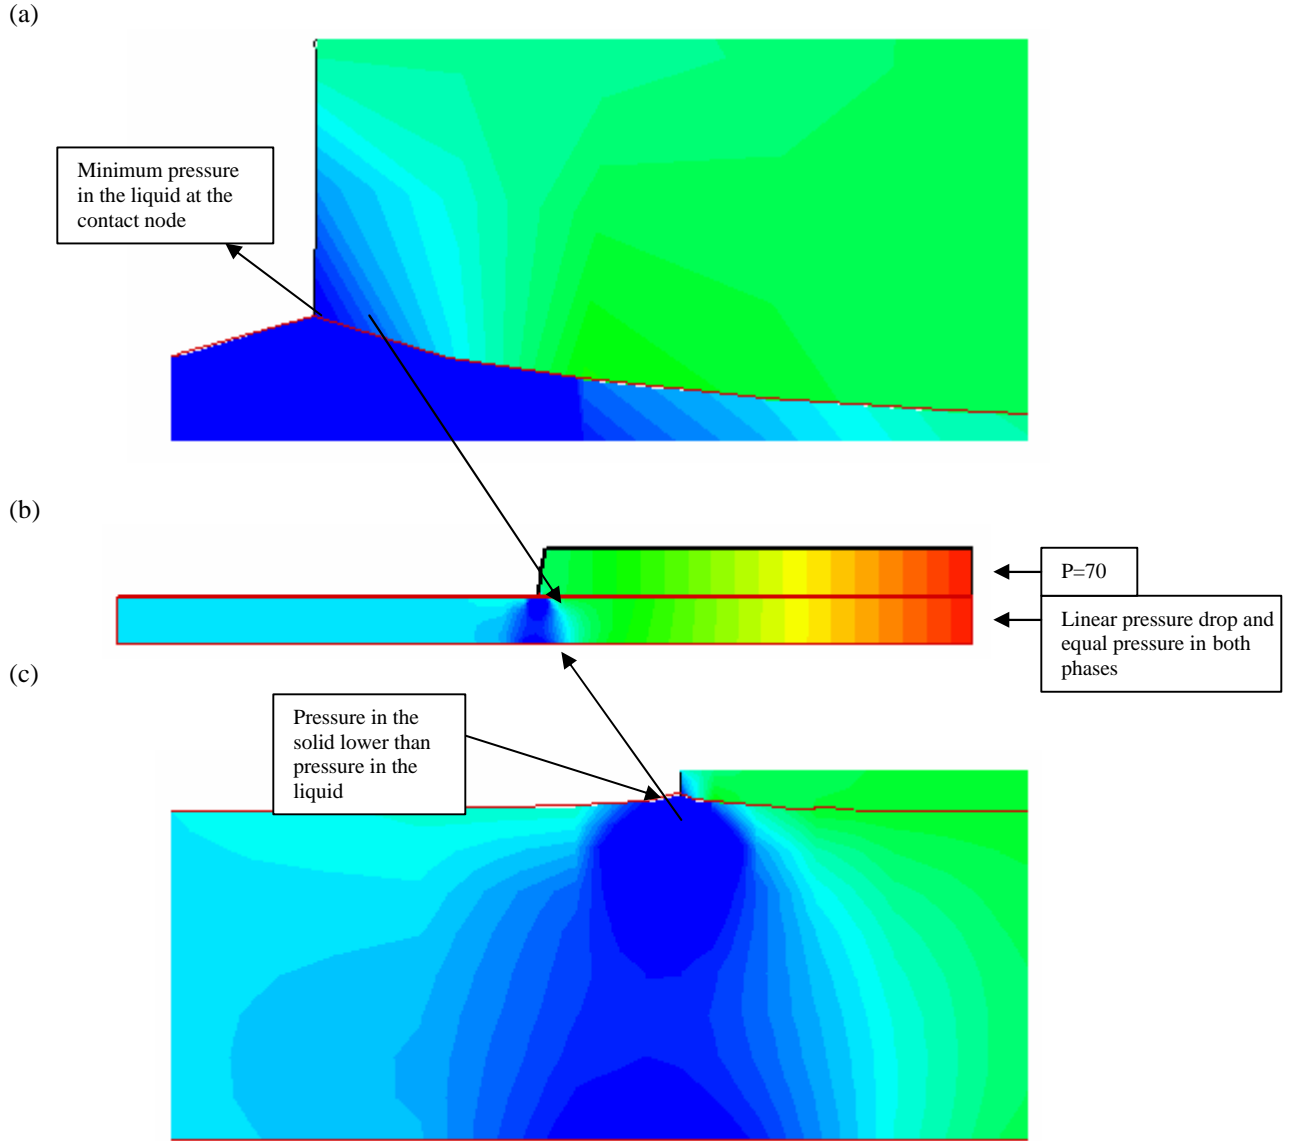 (a)
Minimum pressure
in the liquid at the
contact node
(b)
P=70
Linear pressure drop and
equal pressure in both
phases
(c)
Pressure in the
solid lower than
pressure in the
liquid